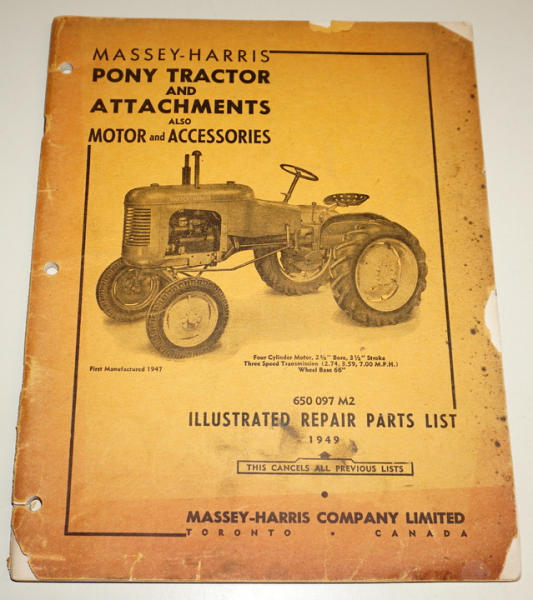 MASSEY-HARRIS
PONY TRACTOR
AND
ATTACHMENTS
ALSO
MOTOR and ACCESSORIES
First Manufactured 1947
Four Cylinder Motor, 2⅜" Bore, 3½" Stroke
Three Speed Transmission (2.74, 3.59, 7.00 M.P.H.)
Wheel Base 66"
650 097 M2
ILLUSTRATED REPAIR PARTS LIST
1949
THIS CANCELS ALL PREVIOUS LISTS
MASSEY-HARRIS COMPANY LIMITED
TORONTO • CANADA